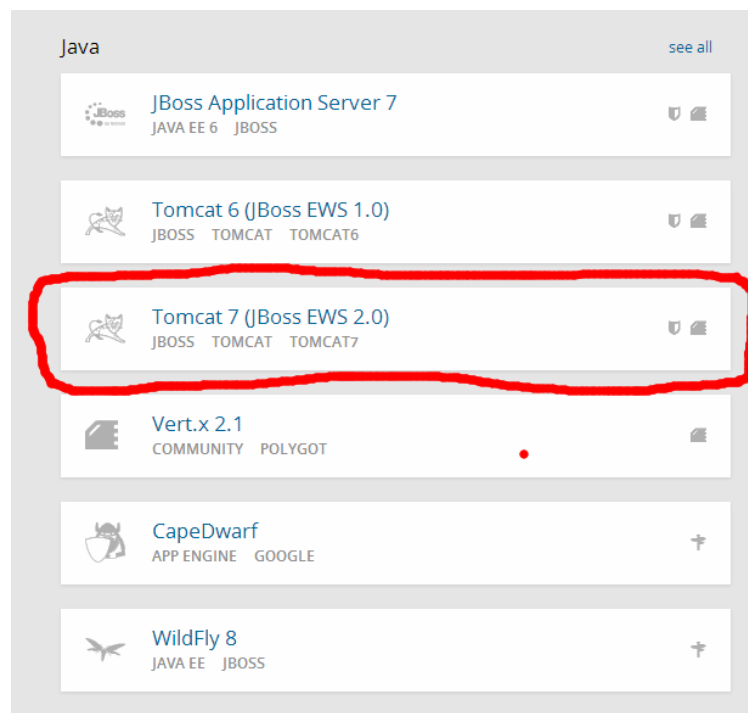 Java see all
JBoss
JBoss Application Server 7
JAVA EE 6 JBOSS
Tomcat 6 (JBoss EWS 1.0)
JBOSS TOMCAT TOMCAT6
Tomcat 7 (JBoss EWS 2.0)
JBOSS TOMCAT TOMCAT7
Vert.x 2.1
COMMUNITY POLYGOT
CapeDwarf
APP ENGINE GOOGLE
WildFly 8
JAVA EE JBOSS